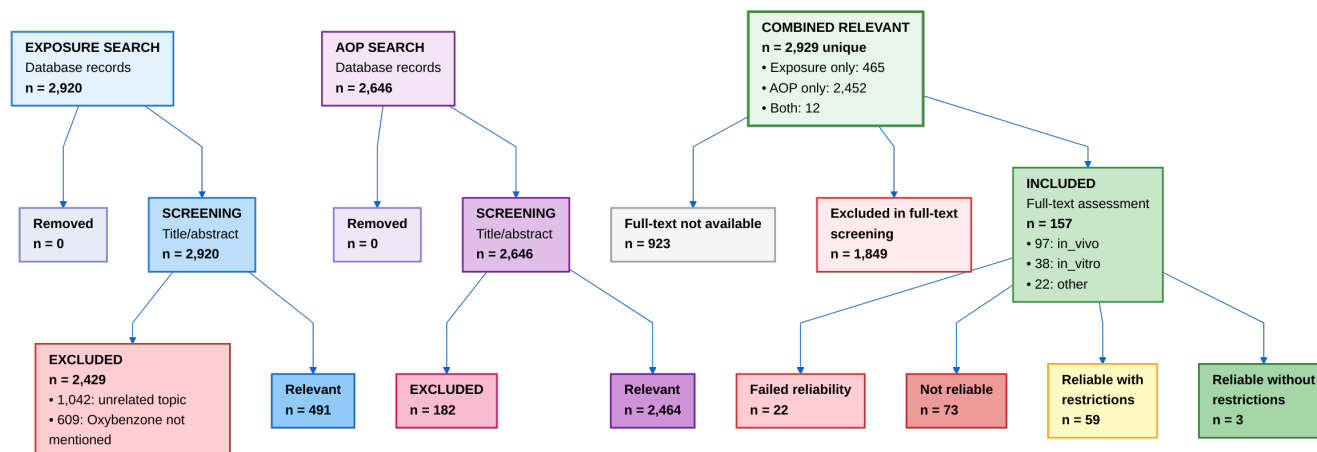 EXPOSURE SEARCH
Database records
n = 2,920
AOP SEARCH
Database records
n = 2,646
COMBINED RELEVANT
n = 2,929 unique
• Exposure only: 465
• AOP only: 2,452
• Both: 12
Removed
n = 0
SCREENING
Title/abstract
n = 2,920
Removed
n = 0
SCREENING
Title/abstract
n = 2,646
Full-text not available
n = 923
Excluded in full-text
screening
n = 1,849
INCLUDED
Full-text assessment
n = 157
• 97: in_vivo
• 38: in_vitro
• 22: other
EXCLUDED
n = 2,429
• 1,042: unrelated topic
• 609: Oxybenzone not
mentioned
Relevant
n = 491
EXCLUDED
n = 182
Relevant
n = 2,464
Failed reliability
n = 22
Not reliable
n = 73
Reliable with
restrictions
n = 59
Reliable without
restrictions
n = 3